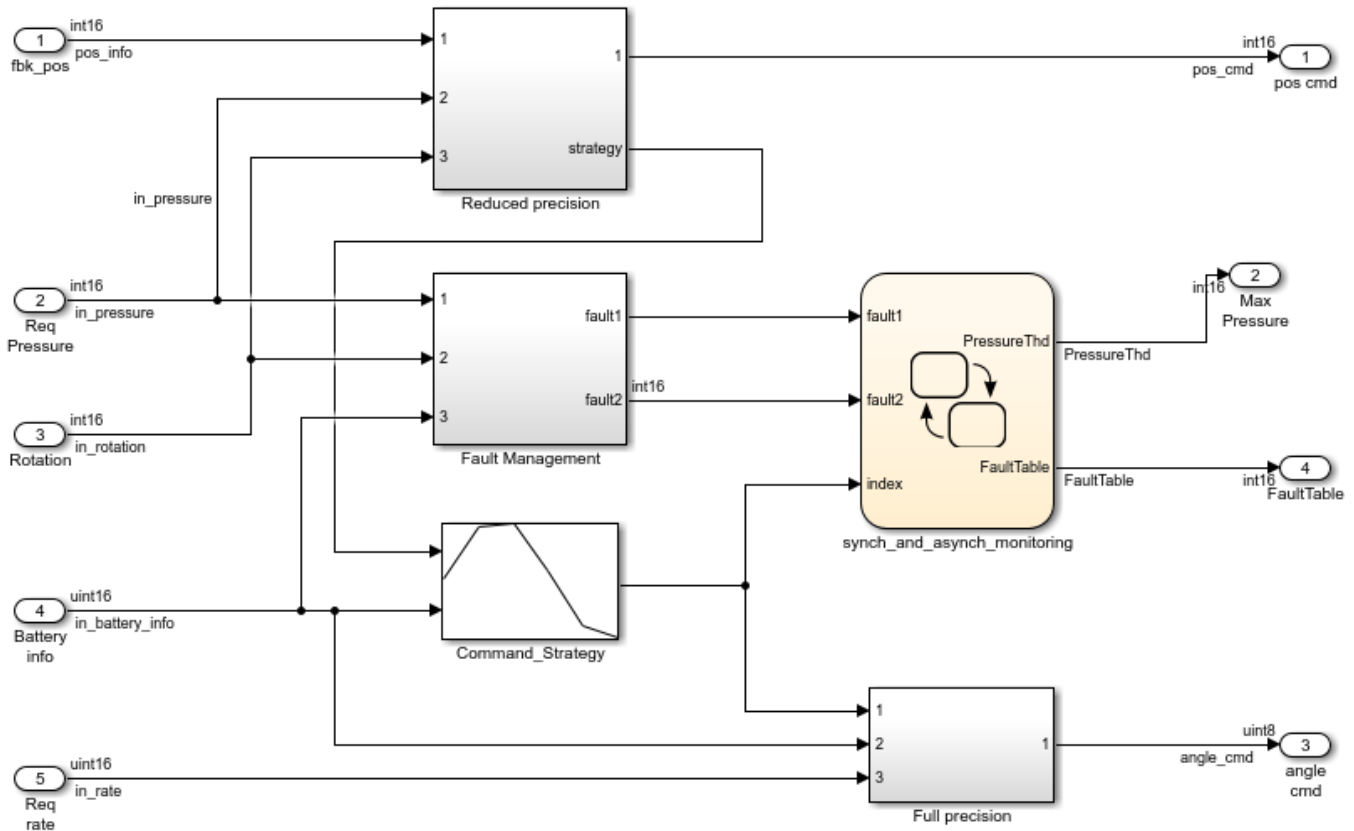 int16
1
pos_info
fbk_pos
1
2
3
1
strategy
Reduced precision
int16
pos_cmd
1
pos cmd
in_pressure
int16
2
in_pressure
Req
Pressure
int16
3
in_rotation
Rotation
1
2
3
fault1
int16
fault2
Fault Management
fault1
fault2
index
PressureThd
FaultTable
synch_and_asynch_monitoring
PressureThd
int16
2
Max
Pressure
FaultTable
int16
4
FaultTable
uint16
4
in_battery_info
Battery
info
Command_Strategy
uint16
5
in_rate
Req
rate
1
2
3
1
Full precision
uint8
angle_cmd
3
angle
cmd